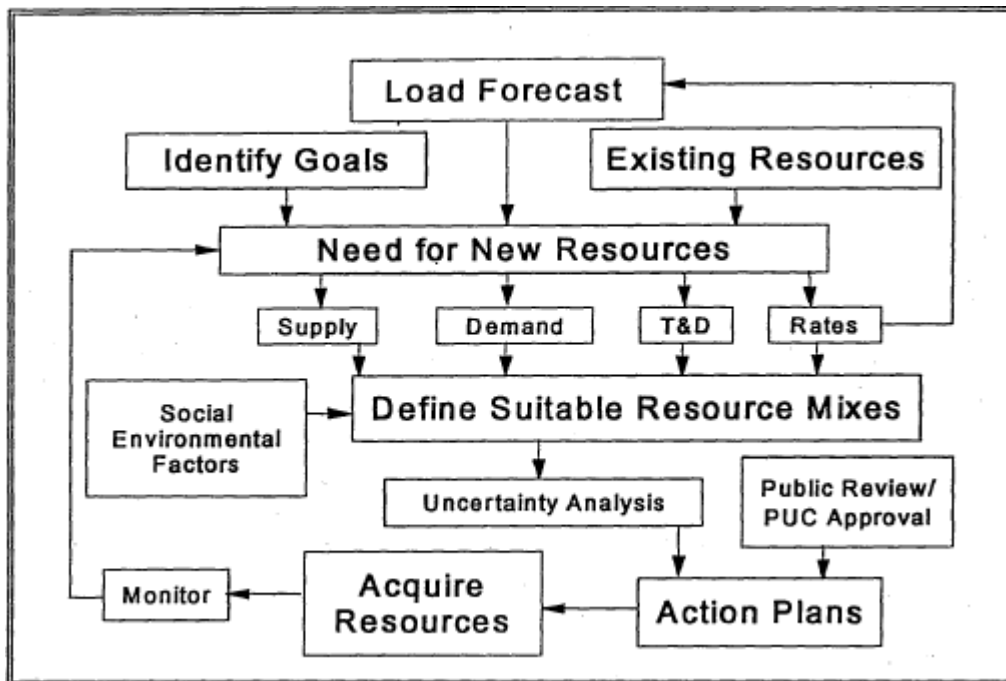 Load Forecast
Identify Goals
Existing Resources
Need for New Resources
Supply
Demand
T&D
Rates
Define Suitable Resource Mixes
Social
Environmental
Factors
Uncertainty Analysis
Public Review/
PUC Approval
Monitor
Acquire
Resources
Action Plans